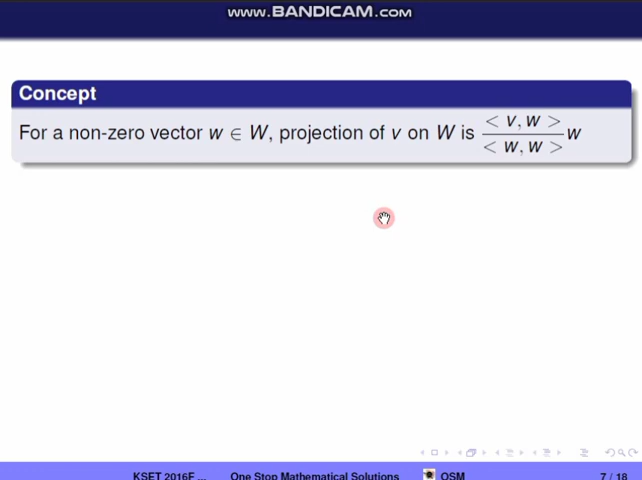 www.BANDICAM.com
Concept
For a non-zero vector w ∈ W, projection of v on W is < v, w > / < w, w > w
KSET 2016F ... One Stop Mathematical Solutions OSM 7 / 18